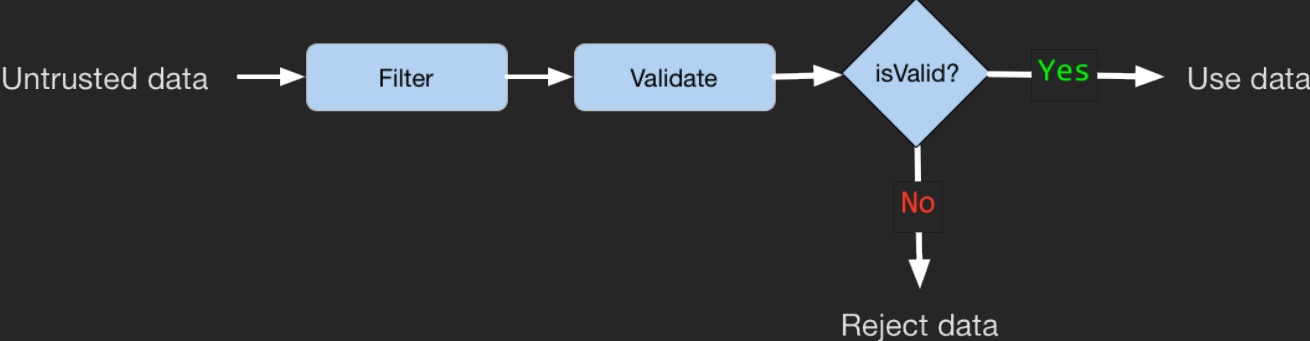 Untrusted data
Filter
Validate
isValid?
Yes
Use data
No
Reject data